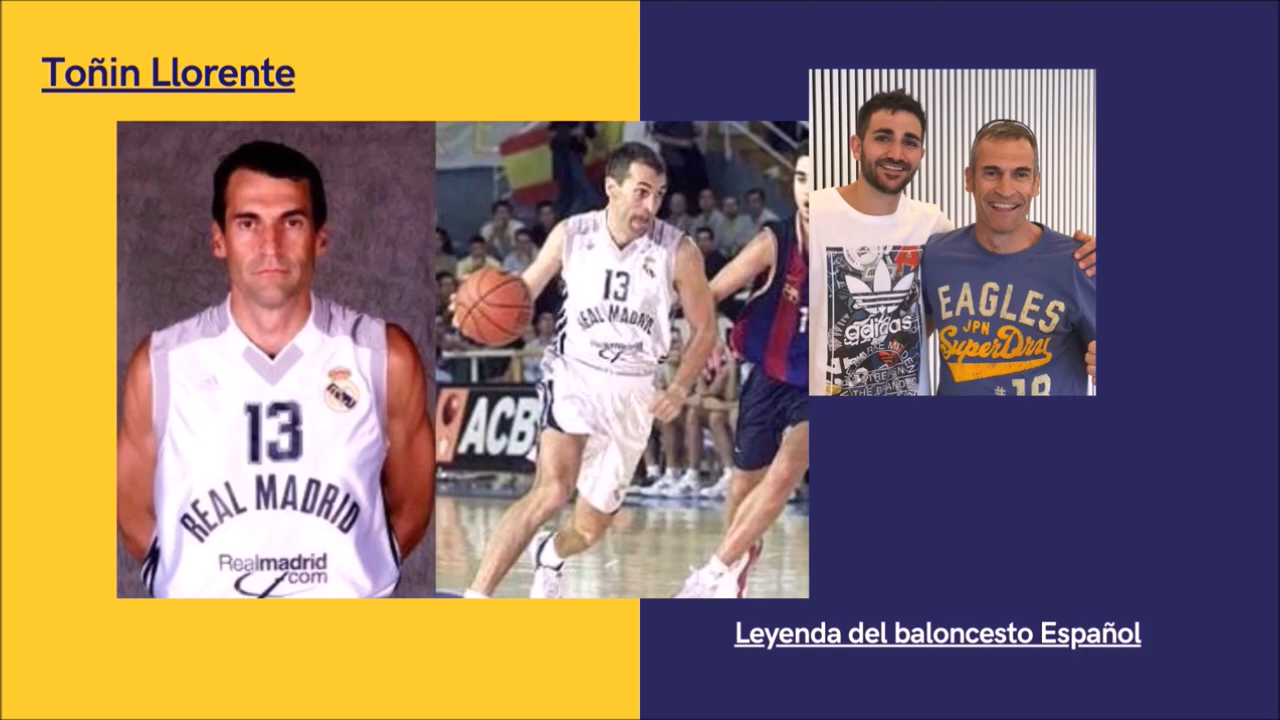 Toñin Llorente
13
REAL MADRID
Realmadrid
.com
13
REAL MADRID
ACB
adidas
EAGLES
JPN
SuperDry
#18
Leyenda del baloncesto Español